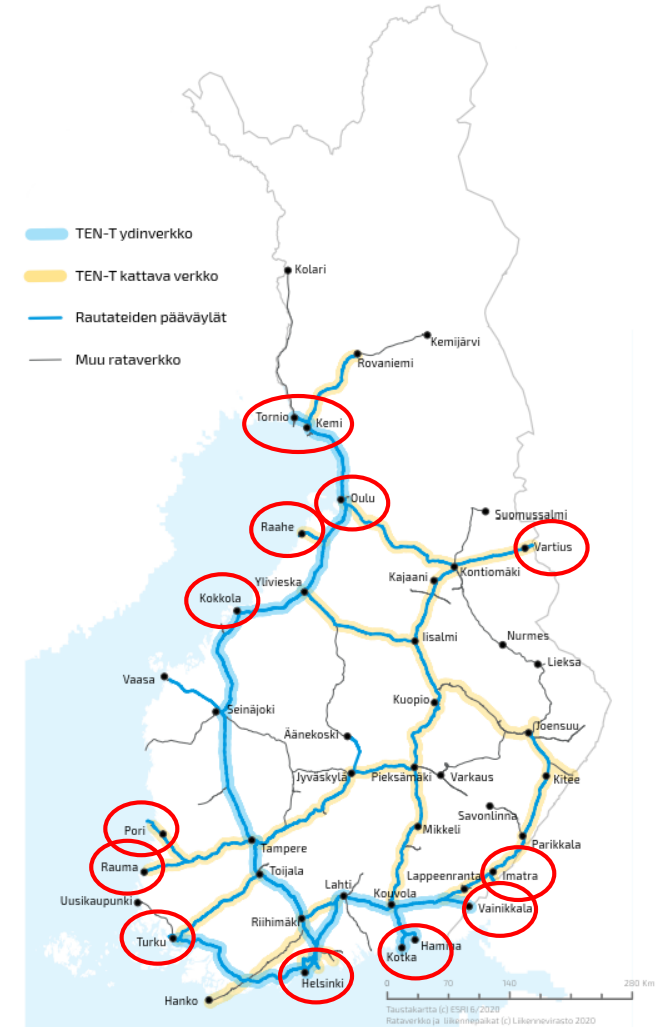 TEN-T ydinverkko
TEN-T kattava verkko
Rautateiden pääväylät
Muu rataverkko
Kolari
Kemijärvi
Rovaniemi
Tornio
Kemi
Oulu
Raahe
Suomussalmi
Vartius
Kontiomäki
Kajaani
Ylivieska
Kokkola
Iisalmi
Nurmes
Lieksa
Vaasa
Seinäjoki
Kuopio
Äänekoski
Joensuu
Jyväskylä
Pieksämäki
Varkaus
Kitee
Savonlinna
Pori
Mikkeli
Parikkala
Tampere
Rauma
Toijala
Lappeenranta
Imatra
Lahti
Kouvola
Uusikaupunki
Vainikkala
Riihimäki
Turku
Hamina
Kotka
Helsinki
Hanko
0 70 140 280 Km
Taustakartta (c) ESRI 6/2020
Rataverkko ja liikennepaikat (c) Liikennevirasto 2020